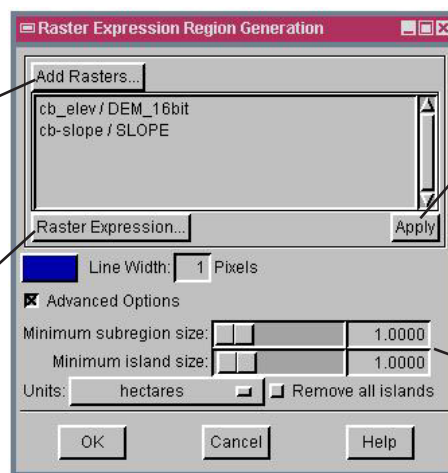 Raster Expression Region Generation
Add Rasters...
cb_elev / DEM_16bit
cb-slope / SLOPE
Raster Expression...
Apply
Line Width: 1 Pixels
Advanced Options
Minimum subregion size: 1.0000
Minimum island size: 1.0000
Units: hectares Remove all islands
OK Cancel Help